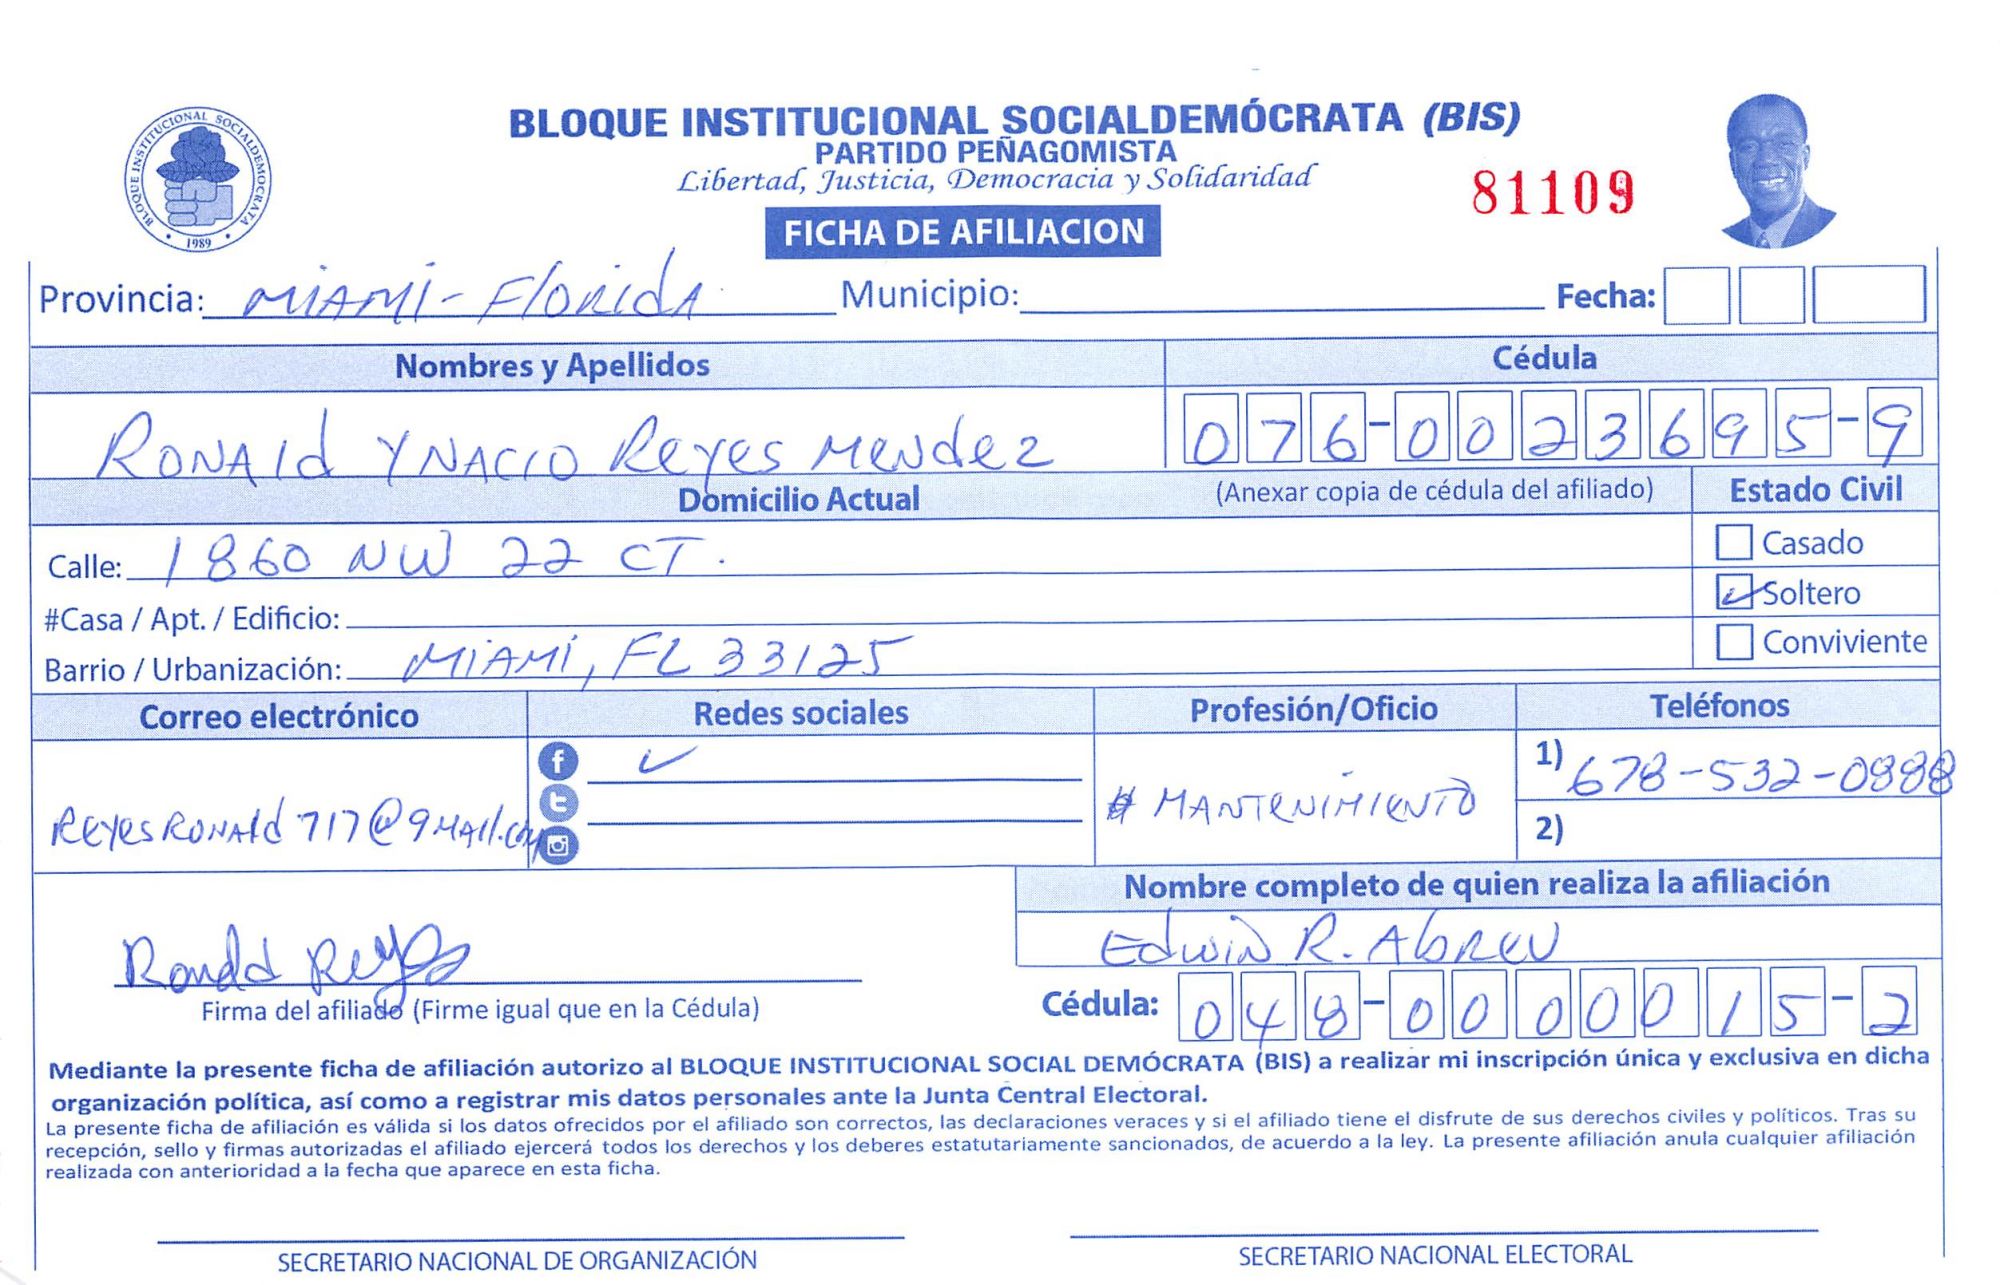 BLOQUE INSTITUCIONAL SOCIALDEMÓCRATA (BIS)
PARTIDO PEÑAGOMISTA
Libertad, Justicia, Democracia y Solidaridad
81109
BLOQUE INSTITUCIONAL SOCIALDEMOCRATA
• 1989 •
FICHA DE AFILIACION
Provincia: MIAMI - FloRidA Municipio: Fecha:
Nombres y Apellidos Cédula
RONAld YNACIO Reyes Mendez 076-0023695-9
Domicilio Actual (Anexar copia de cédula del afiliado) Estado Civil
Calle: 1860 NW 22 CT. Casado
#Casa / Apt. / Edificio: Soltero
Barrio / Urbanización: MIAMI, FL 33125 Conviviente
Correo electrónico Redes sociales Profesión/Oficio Teléfonos
ReyesRONAld717@gmail.com # MANTENIMIENTO 1) 678-532-0888
2)
Nombre completo de quien realiza la afiliación
Edwin R. Abreu
Ronald Reyes
Firma del afiliado (Firme igual que en la Cédula) Cédula: 048-0000015-2
Mediante la presente ficha de afiliación autorizo al BLOQUE INSTITUCIONAL SOCIAL DEMÓCRATA (BIS) a realizar mi inscripción única y exclusiva en dicha
organización política, así como a registrar mis datos personales ante la Junta Central Electoral.
La presente ficha de afiliación es válida si los datos ofrecidos por el afiliado son correctos, las declaraciones veraces y si el afiliado tiene el disfrute de sus derechos civiles y políticos. Tras su
recepción, sello y firmas autorizadas el afiliado ejercerá todos los derechos y los deberes estatutariamente sancionados, de acuerdo a la ley. La presente afiliación anula cualquier afiliación
realizada con anterioridad a la fecha que aparece en esta ficha.
SECRETARIO NACIONAL DE ORGANIZACIÓN SECRETARIO NACIONAL ELECTORAL